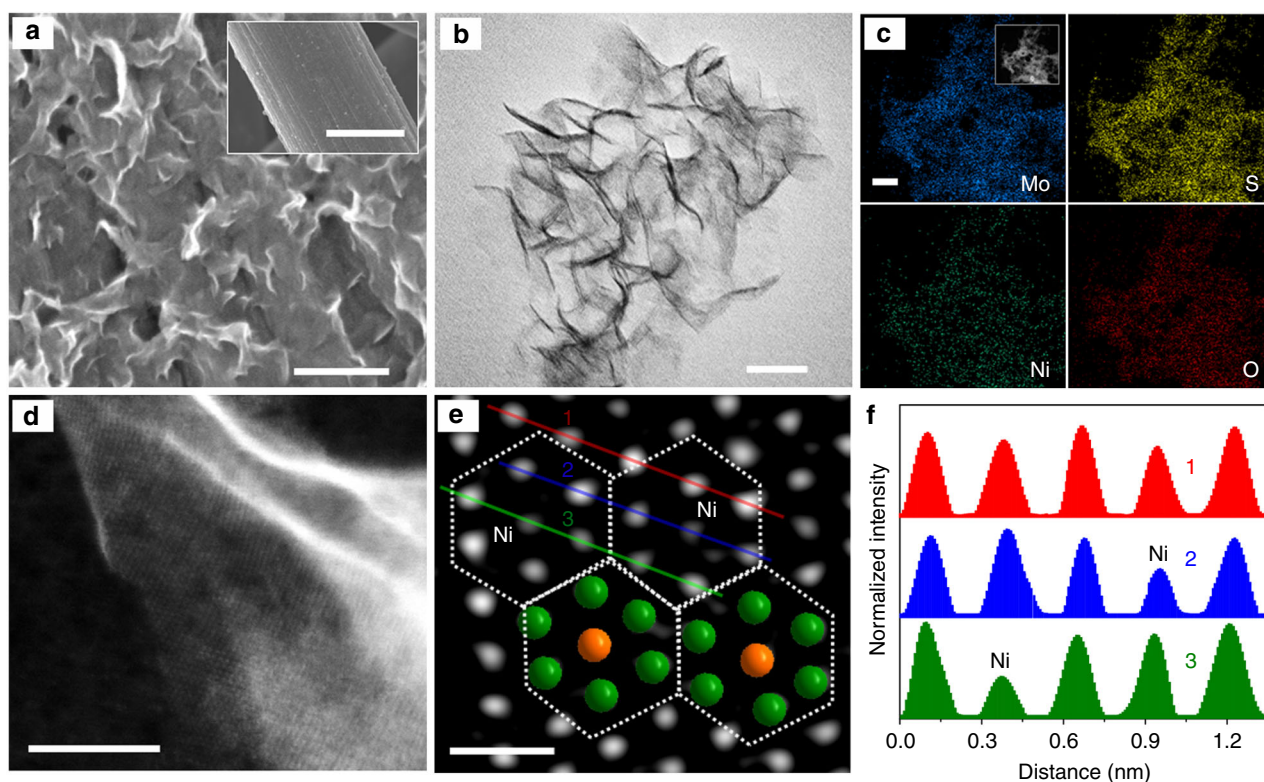 a
b
c
Mo
S
Ni
O
d
e
1
2
3
Ni
Ni
f
Normalized intensity
1
2
Ni
3
Ni
0.0 0.3 0.6 0.9 1.2
Distance (nm)